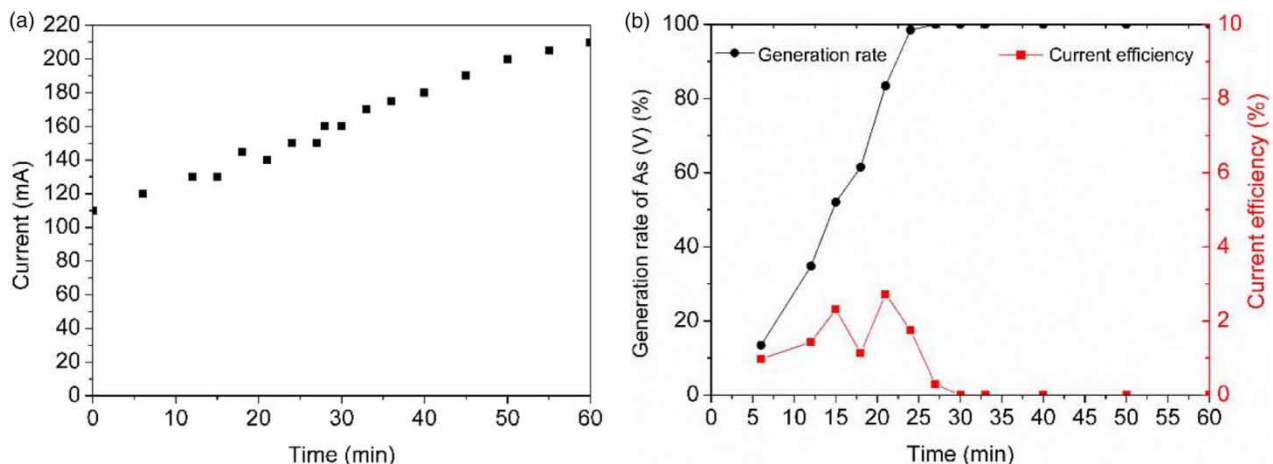 (a)
220
200
180
160
140
120
100
80
60
40
20
0
Current (mA)
0 10 20 30 40 50 60
Time (min)
(b)
100
80
60
40
20
0
Generation rate of As (V) (%)
Generation rate
Current efficiency
10
8
6
4
2
0
Current efficiency (%)
0 5 10 15 20 25 30 35 40 45 50 55 60
Time (min)